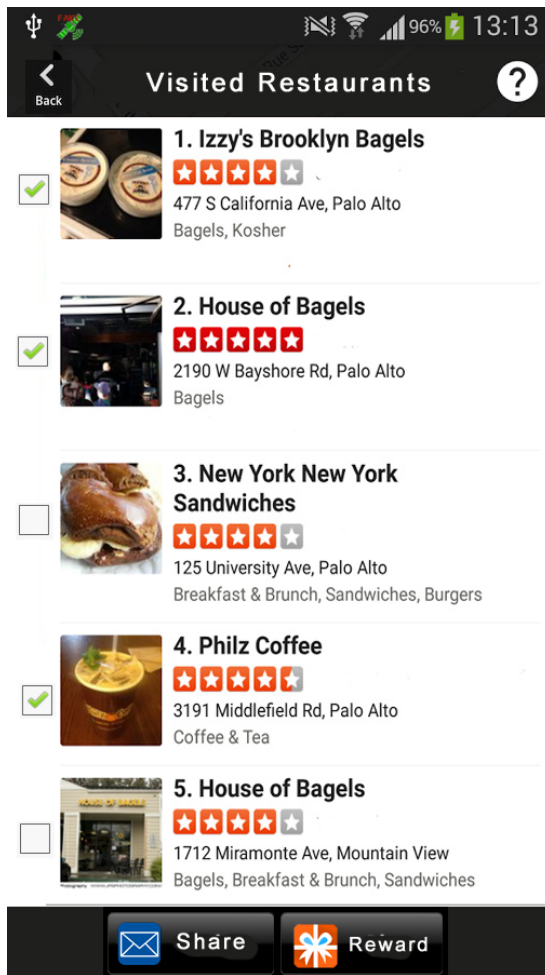 96% 13:13
Back
Visited Restaurants
?
1. Izzy's Brooklyn Bagels
477 S California Ave, Palo Alto
Bagels, Kosher
2. House of Bagels
2190 W Bayshore Rd, Palo Alto
Bagels
3. New York New York
Sandwiches
125 University Ave, Palo Alto
Breakfast & Brunch, Sandwiches, Burgers
4. Philz Coffee
3191 Middlefield Rd, Palo Alto
Coffee & Tea
5. House of Bagels
HOUSE OF BAGELS
1712 Miramonte Ave, Mountain View
Bagels, Breakfast & Brunch, Sandwiches
Share
Reward